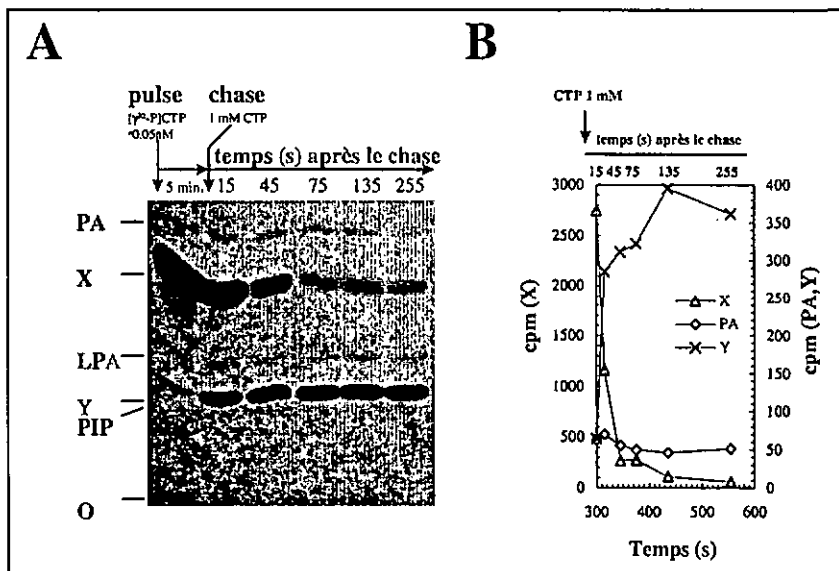 A
pulse
chase
[γ³²-P]CTP
1 mM CTP
≈0.05nM
temps (s) après le chase
5 min.
15 45 75 135 255
PA
X
LPA
Y
PIP
O
B
CTP 1 mM
temps (s) après le chase
15 45 75 135 255
3000
2500
2000
1500
1000
500
0
cpm (X)
400
350
300
250
200
150
100
50
0
cpm (PA,Y)
X
PA
Y
300 400 500 600
Temps (s)